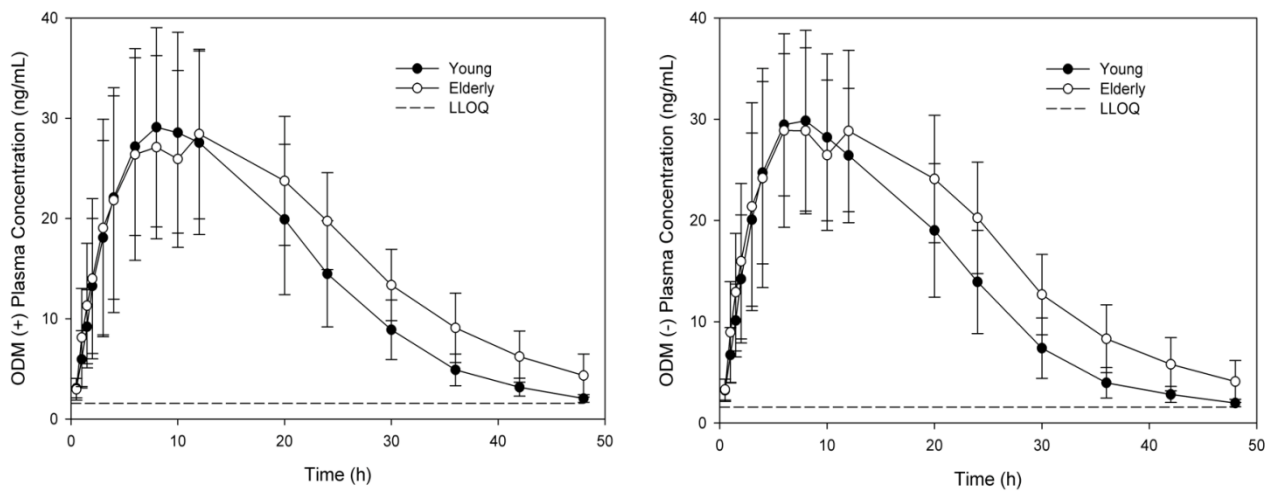 ODM (+) Plasma Concentration (ng/mL)
40
30
20
10
0
Young
Elderly
LLOQ
0 10 20 30 40 50
Time (h)
ODM (-) Plasma Concentration (ng/mL)
40
30
20
10
0
Young
Elderly
LLOQ
0 10 20 30 40 50
Time (h)